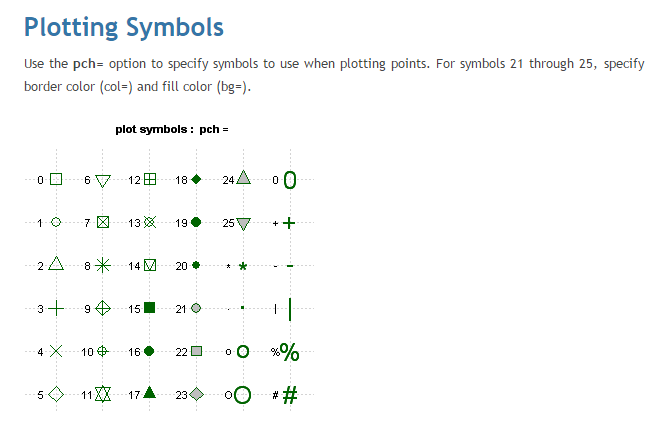 Plotting Symbols
Use the pch= option to specify symbols to use when plotting points. For symbols 21 through 25, specify
border color (col=) and fill color (bg=).
plot symbols : pch =
0 6 12 18 24 0 0
1 7 13 19 25 + +
2 8 14 20 * * - -
3 9 15 21 . . | |
4 10 16 22 o o % %
5 11 17 23 O O # #